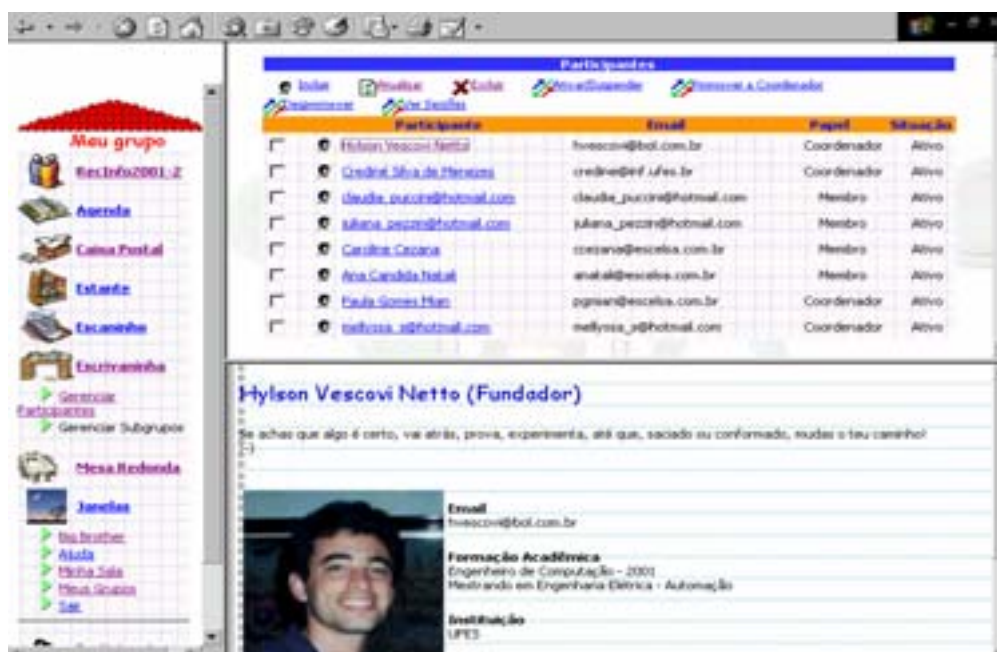 Participantes
Incluir Atualizar Excluir Ativar/Suspender Promover a Coordenador
Despromover Ver Sessões
Participante Email Papel Situação
Hylson Vescovi Netto hvescovi@bol.com.br Coordenador Ativo
Crediné Silva de Menezes credine@inf.ufes.br Coordenador Ativo
claudia_puccini@hotmail.com claudia_puccini@hotmail.com Membro Ativo
juliana_pezzin@hotmail.com juliana_pezzin@hotmail.com Membro Ativo
Caroline Cezana ccezana@escelsa.com.br Membro Ativo
Ana Candida Natali anatali@escelsa.com.br Membro Ativo
Paula Gomes Mian pgmian@escelsa.com.br Coordenador Ativo
mellyssa_s@hotmail.com mellyssa_s@hotmail.com Coordenador Ativo
Meu grupo
RecInfo2001-2
Agenda
Caixa Postal
Estante
Escaninho
Escrivaninha
Gerenciar
Participantes
Gerenciar Subgrupos
Mesa Redonda
Janelas
Big Brother
Ajuda
Minha Sala
Meus Grupos
Sair
Hylson Vescovi Netto (Fundador)
Se achas que algo é certo, vai atrás, prova, experimenta, até que, saciado ou conformado, mudas o teu caminho!
:-)
Email
hvescovi@bol.com.br
Formação Acadêmica
Engenheiro de Computação - 2001
Mestrando em Engenharia Elétrica - Automação
Instituição
UFES